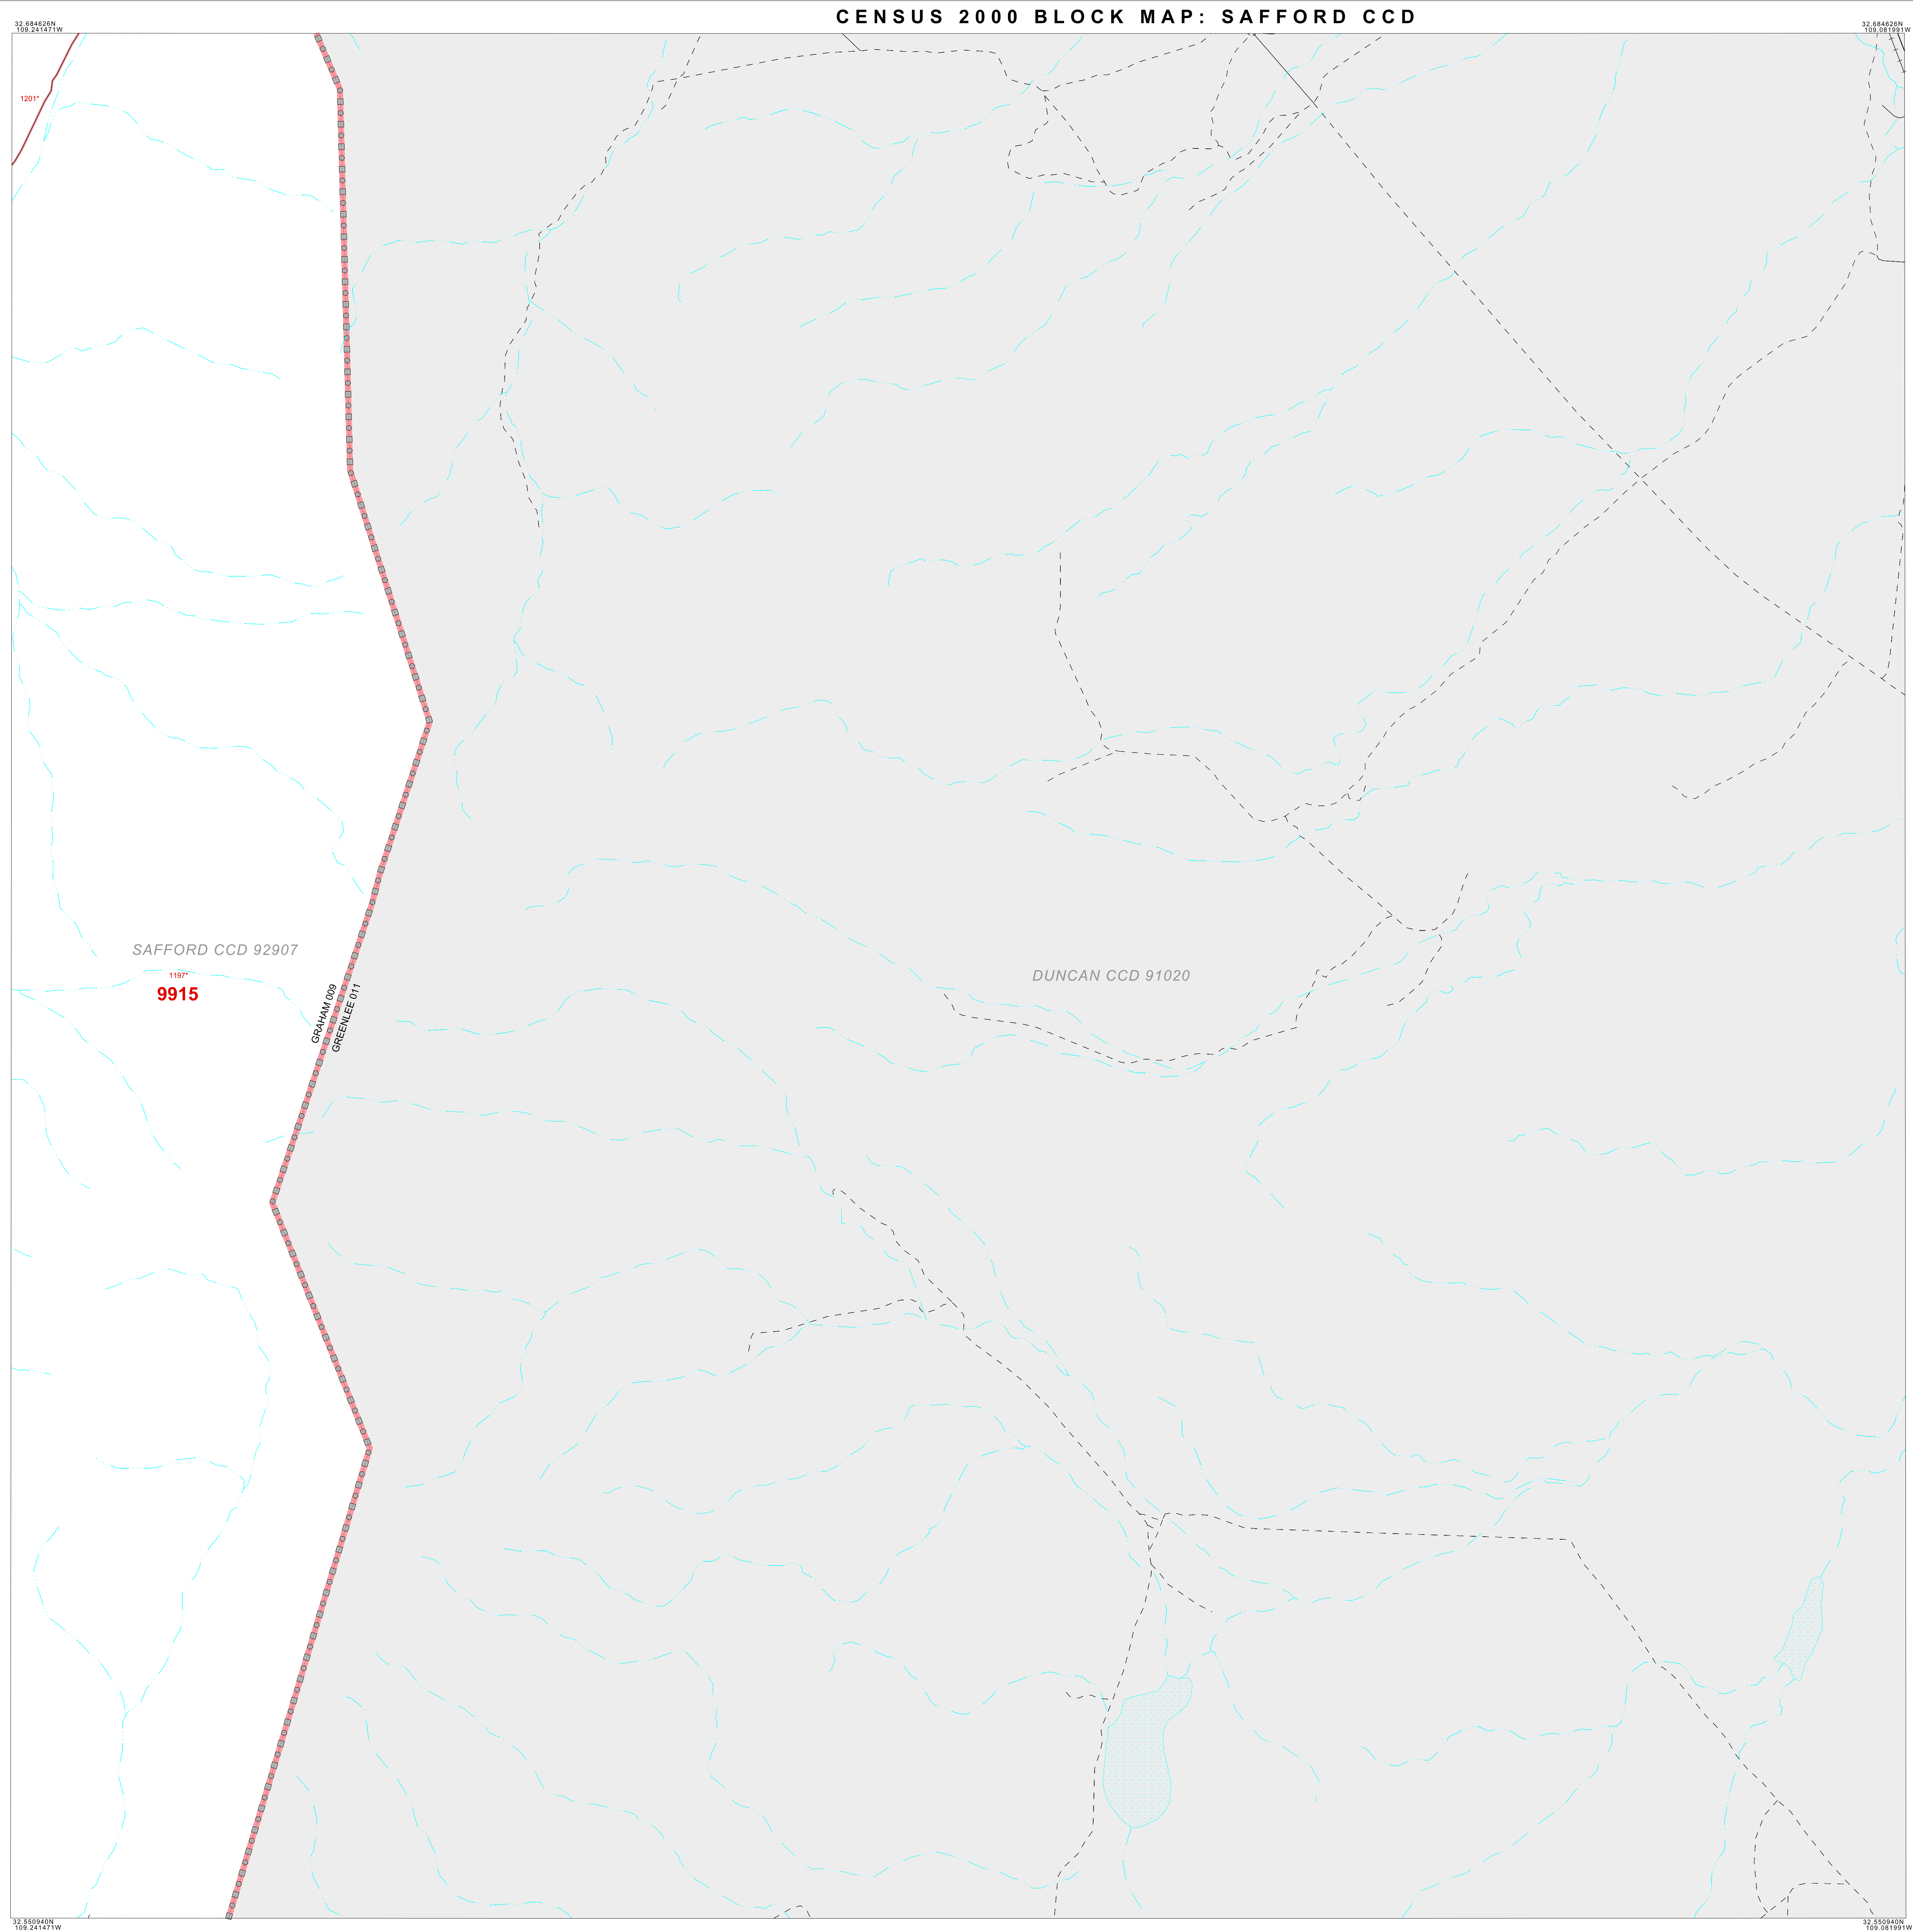 CENSUS 2000 BLOCK MAP: SAFFORD CCD
32.684626N
109.241471W
32.684626N
109.081991W
1201*
SAFFORD CCD 92907
1197*
9915
GRAHAM 009
GREENLEE 011
DUNCAN CCD 91020
32.550940N
109.241471W
32.550940N
109.081991W